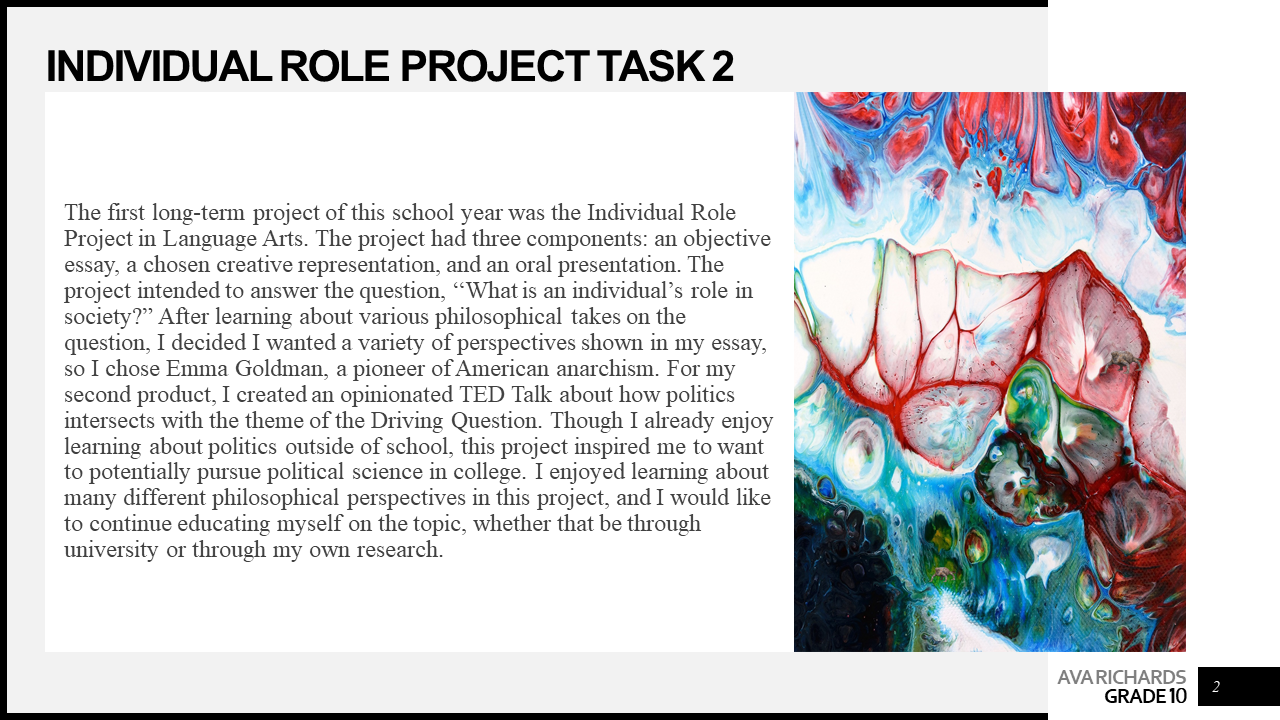 INDIVIDUAL ROLE PROJECT TASK 2
The first long-term project of this school year was the Individual Role
Project in Language Arts. The project had three components: an objective
essay, a chosen creative representation, and an oral presentation. The
project intended to answer the question, ‘‘What is an individual’s role in
society?” After learning about various philosophical takes on the
question, I decided I wanted a variety of perspectives shown in my essay,
so I chose Emma Goldman, a pioneer of American anarchism. For my
second product, I created an opinionated TED Talk about how politics
intersects with the theme of the Driving Question. Though I already enjoy
learning about politics outside of school, this project inspired me to want
to potentially pursue political science in college. I enjoyed learning about
many different philosophical perspectives in this project, and I would like
to continue educating myself on the topic, whether that be through
university or through my own research.
AVA RICHARDS
GRADE 10
2